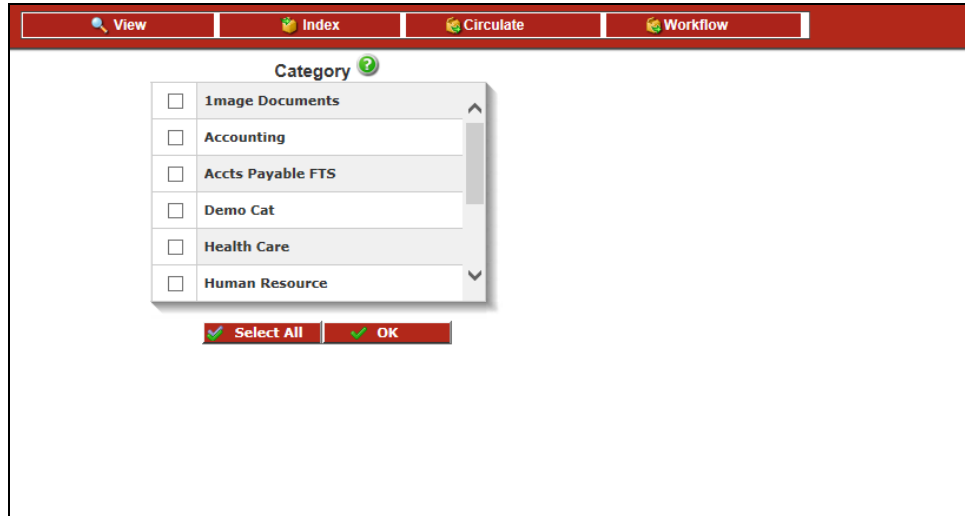 View Index Circulate Workflow
Category ?
1mage Documents
Accounting
Accts Payable FTS
Demo Cat
Health Care
Human Resource
Select All OK